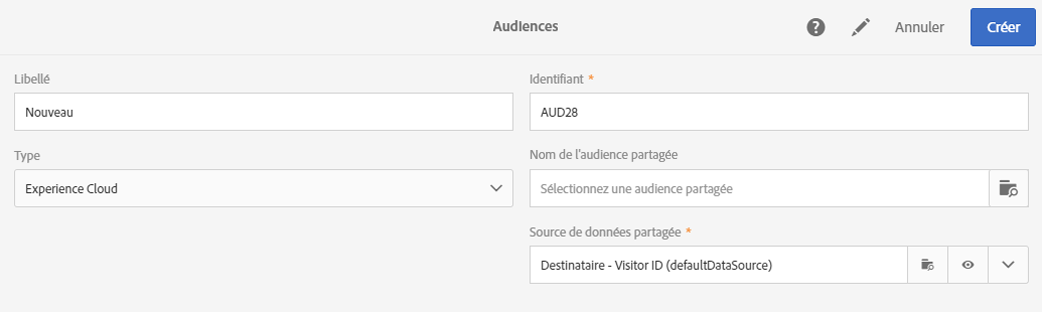 Audiences
Annuler
Créer
Libellé
Identifiant *
Nouveau
AUD28
Type
Nom de l'audience partagée
Experience Cloud
Sélectionnez une audience partagée
Source de données partagée *
Destinataire - Visitor ID (defaultDataSource)